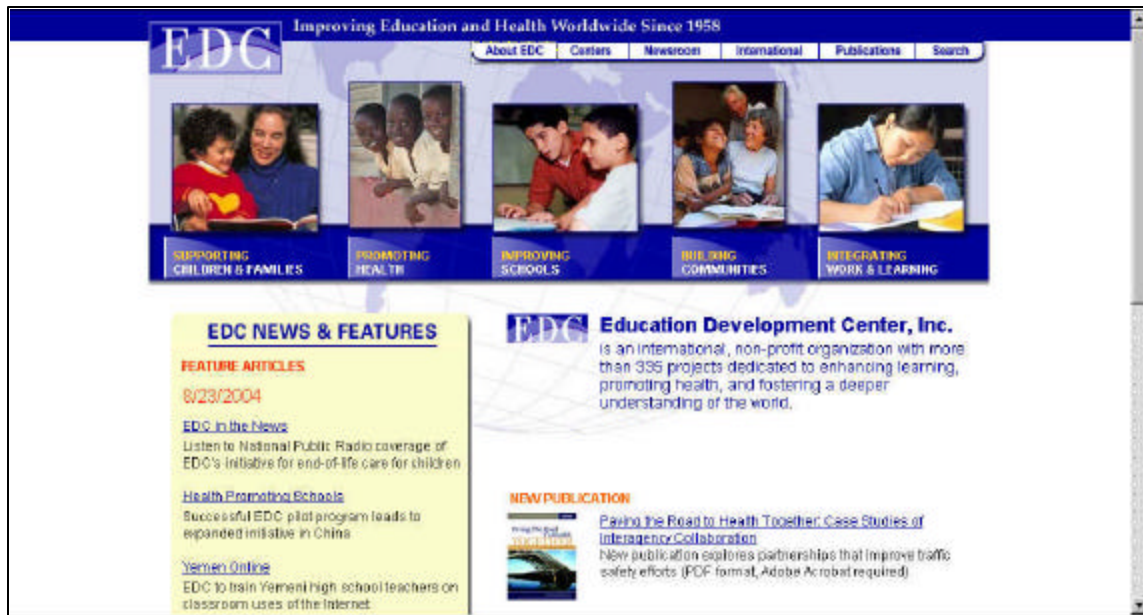 Improving Education and Health Worldwide Since 1958
EDC
About EDC Centers Newsroom International Publications Search
SUPPORTING
CHILDREN & FAMILIES
PROMOTING
HEALTH
IMPROVING
SCHOOLS
BUILDING
COMMUNITIES
INTEGRATING
WORK & LEARNING
EDC NEWS & FEATURES
FEATURE ARTICLES
8/23/2004
EDC in the News
Listen to National Public Radio coverage of
EDC's initiative for end-of-life care for children
Health Promoting Schools
Successful EDC pilot program leads to
expanded initiative in China
Yemen Online
EDC to train Yemeni high school teachers on
classroom uses of the Internet
EDC
Education Development Center, Inc.
is an international, non-profit organization with more
than 335 projects dedicated to enhancing learning,
promoting health, and fostering a deeper
understanding of the world.
NEW PUBLICATION
Paving the Road to Health Together: Case Studies of
Interagency Collaboration
New publication explores partnerships that improve traffic
safety efforts (PDF format, Adobe Acrobat required)